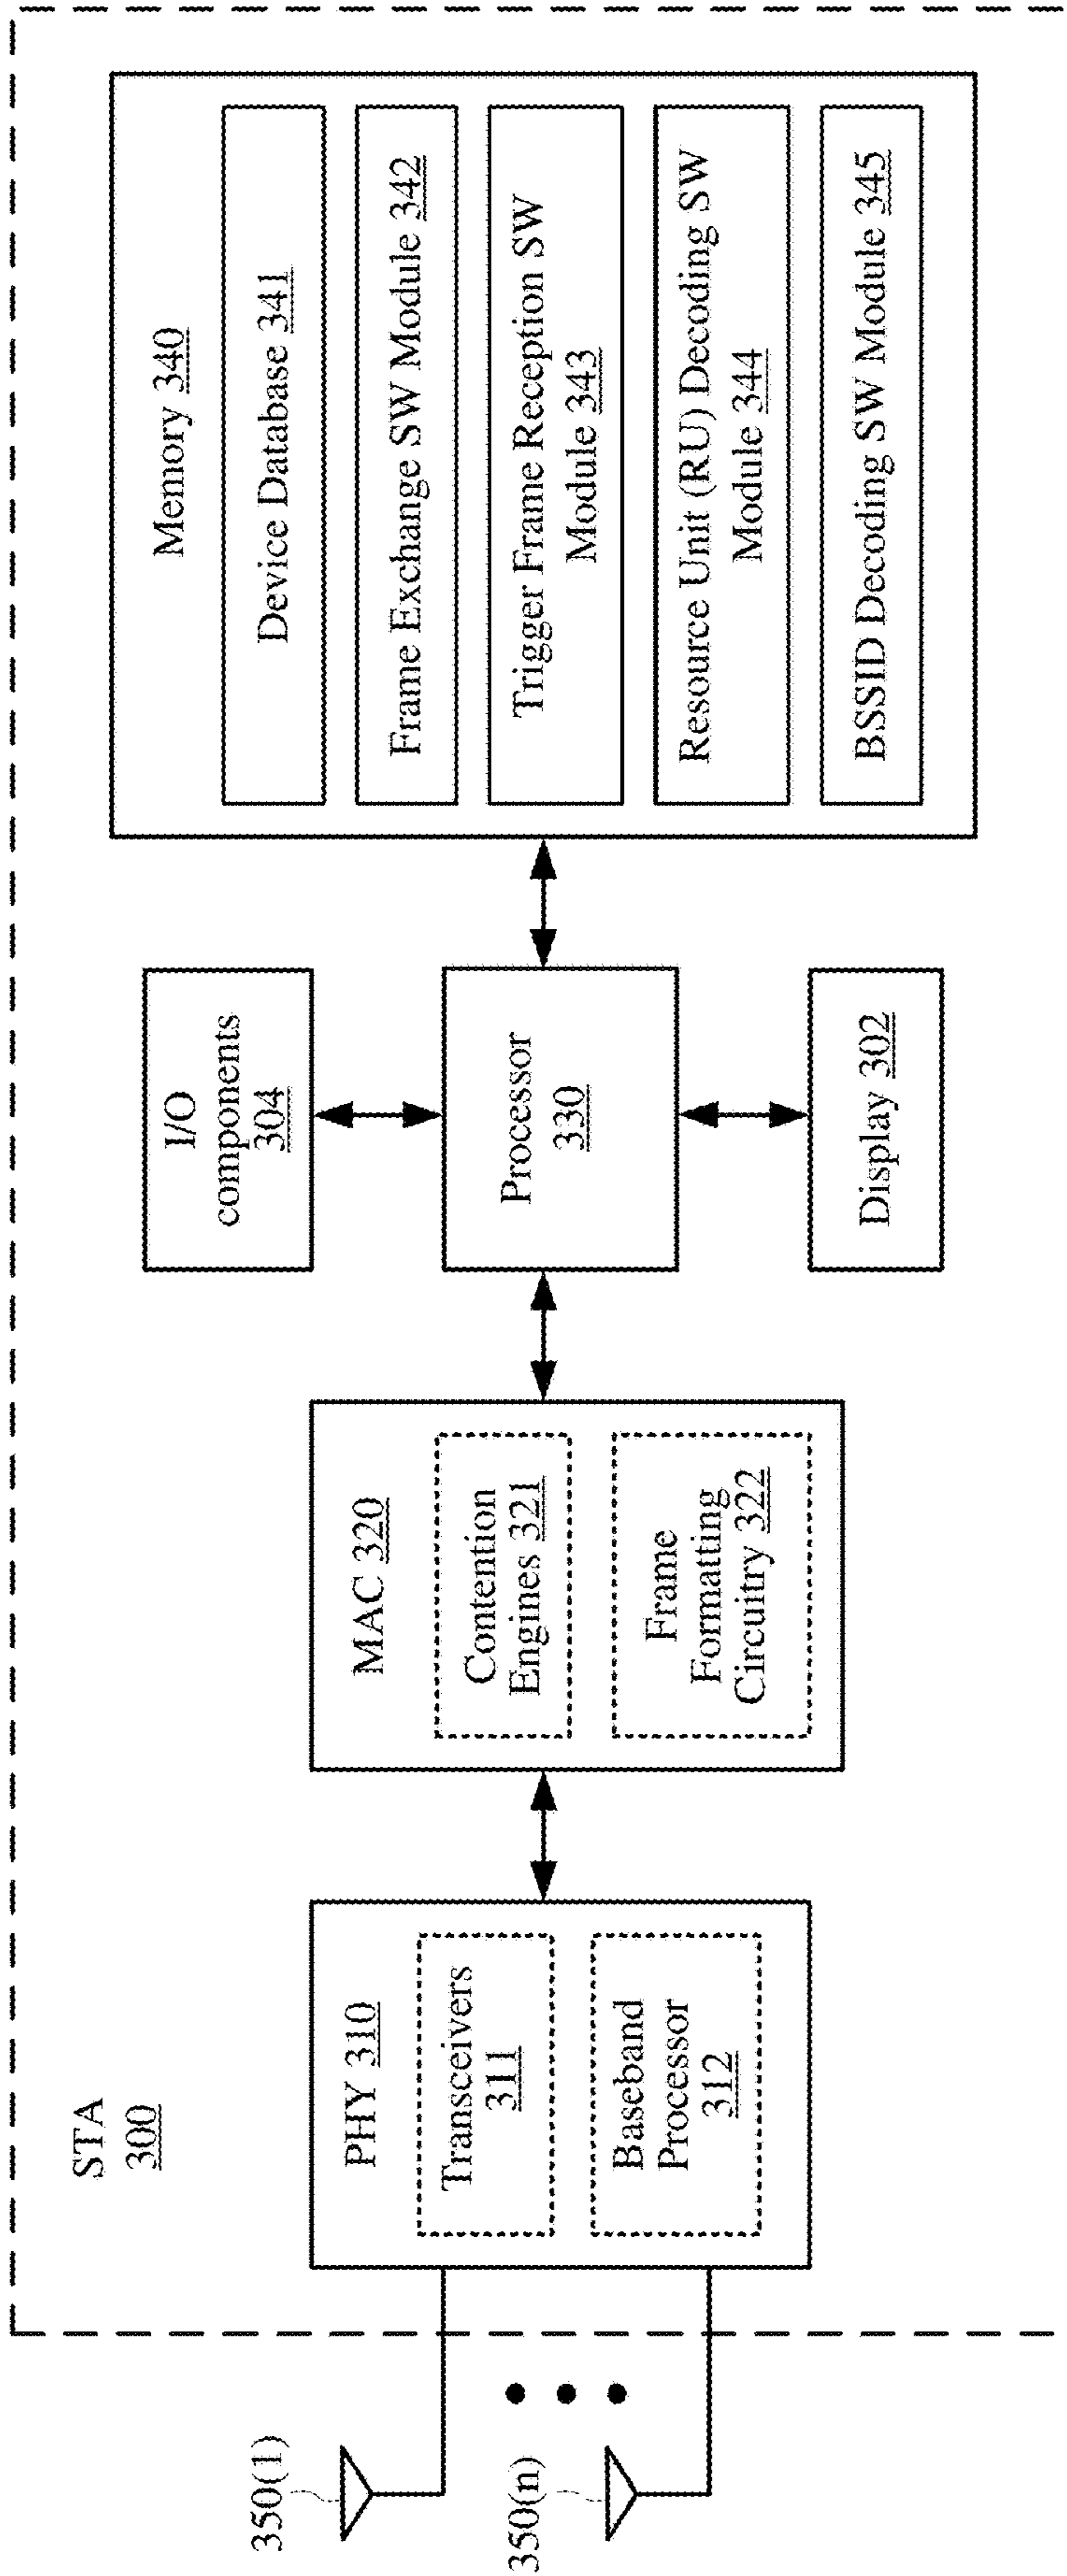 STA
300
350(1)
350(n)
PHY 310
Transceivers
311
Baseband
Processor
312
MAC 320
Contention
Engines 321
Frame
Formatting
Circuitry 322
I/O
components
304
Processor
330
Display 302
Memory 340
Device Database 341
Frame Exchange SW Module 342
Trigger Frame Reception SW
Module 343
Resource Unit (RU) Decoding SW
Module 344
BSSID Decoding SW Module 345